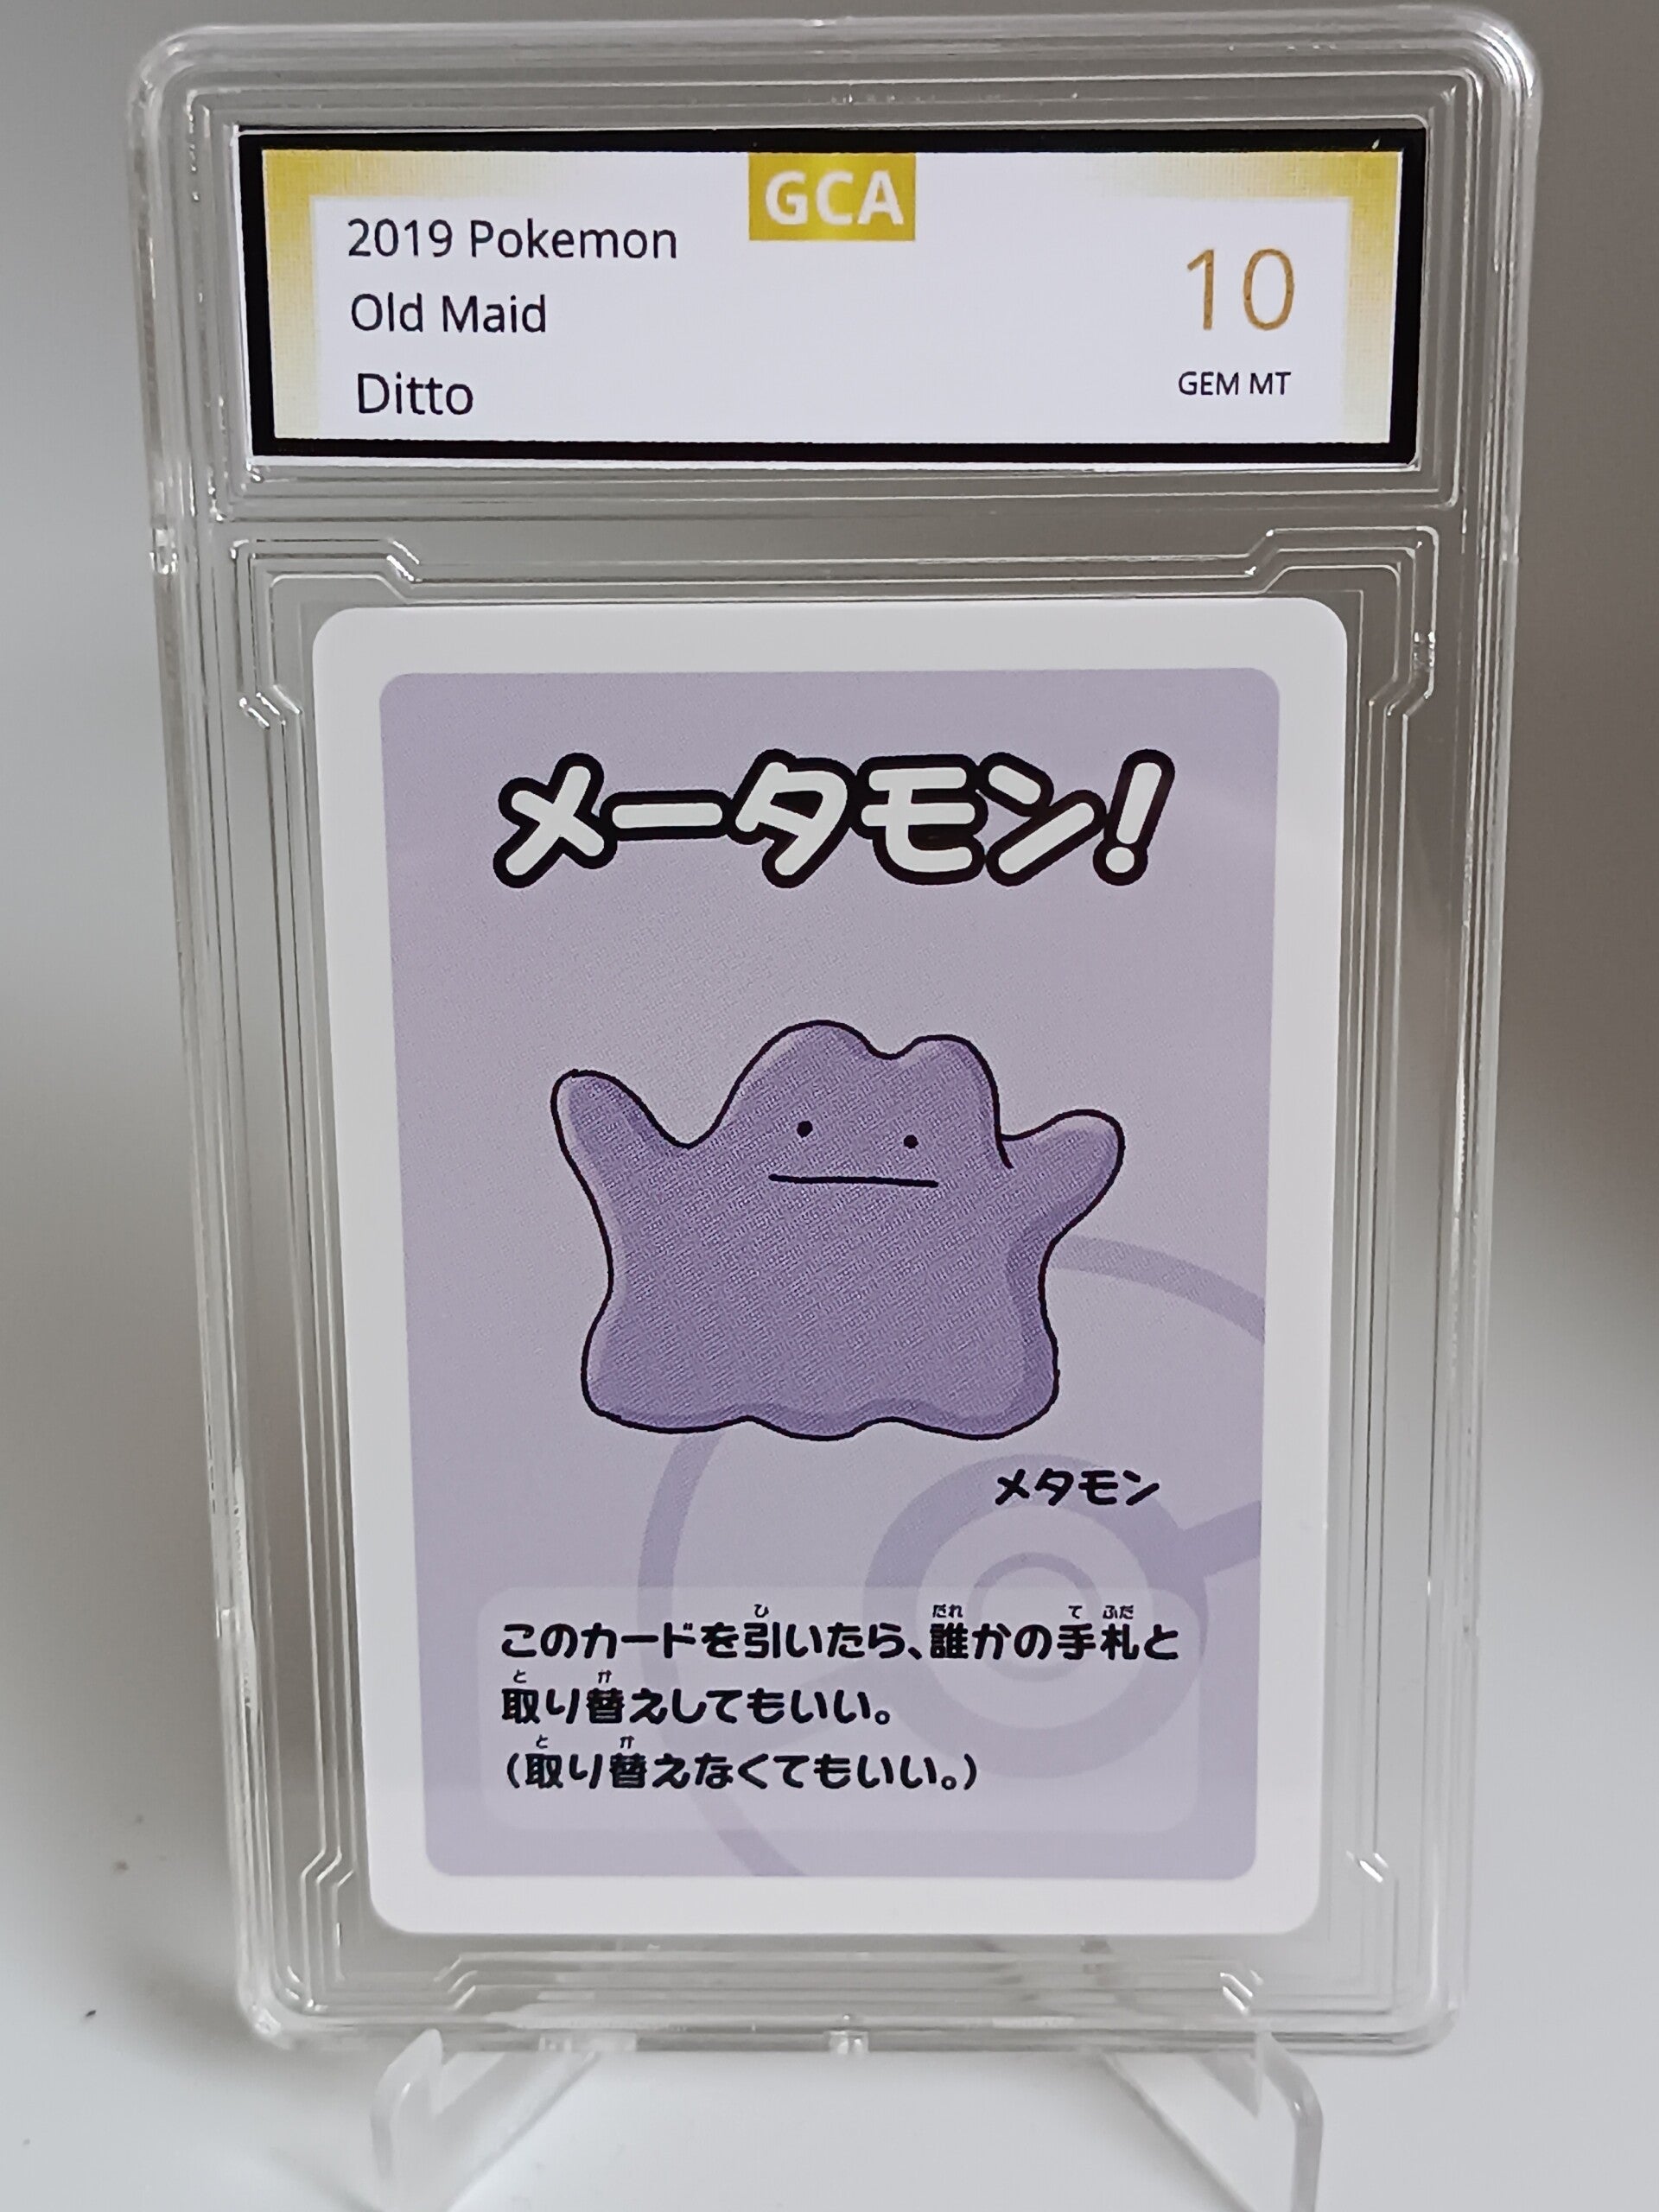 GCA
2019 Pokemon
Old Maid
Ditto
10
GEM MT
メータモン!
メタモン
このカードを引いたら、誰かの手札と
取り替えしてもいい。
(取り替えなくてもいい。)